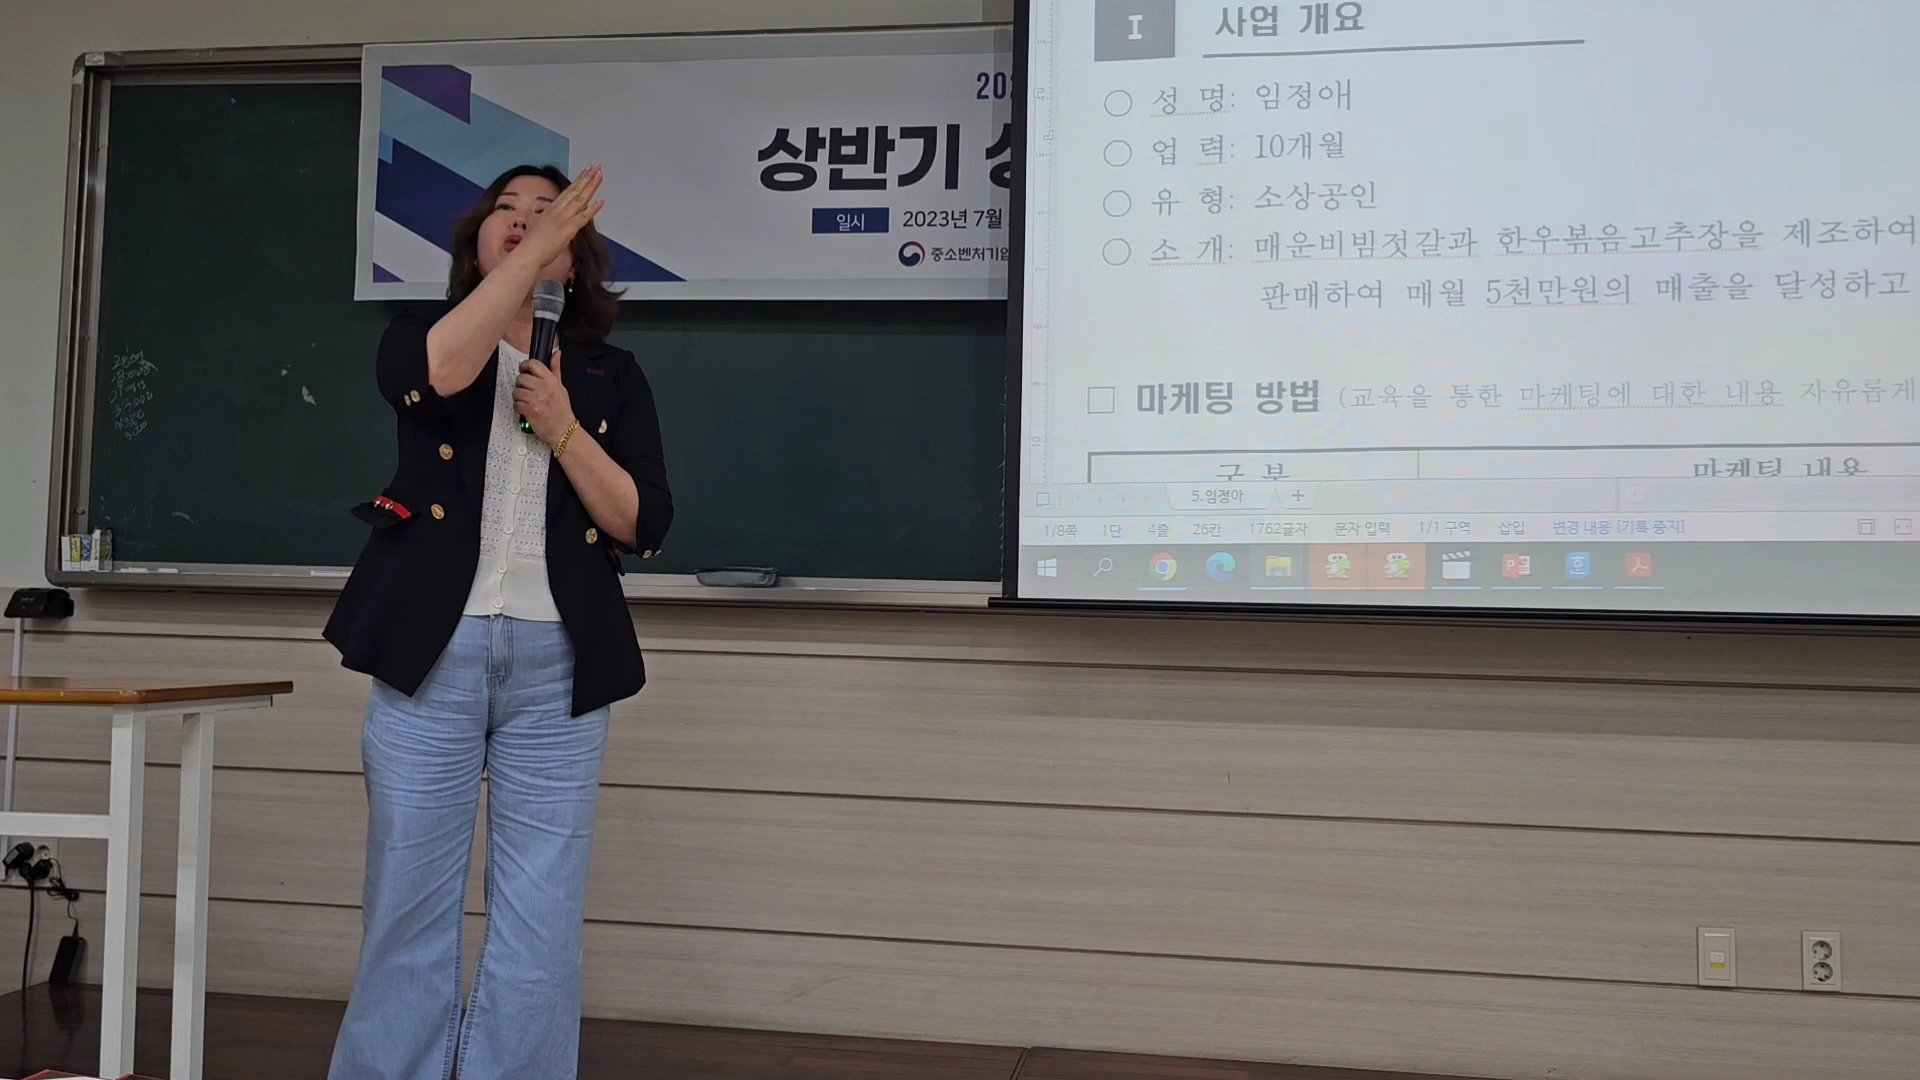 202
상반기
일시
2023년 7월
중소벤처기업
I
사업 개요
○ 성 명: 임정애
○ 업 력: 10개월
○ 유 형: 소상공인
○ 소 개: 매운비빔젓갈과 한우볶음고추장을 제조하여
판매하여 매월 5천만원의 매출을 달성하고
□ 마케팅 방법 (교육을 통한 마케팅에 대한 내용 자유롭게
구 분
마케팅 내용
5.임정아
1/8쪽 1단 4줄 26칸 1762글자 문자 입력 1/1 구역 삽입 변경 내용 [기록 중지]